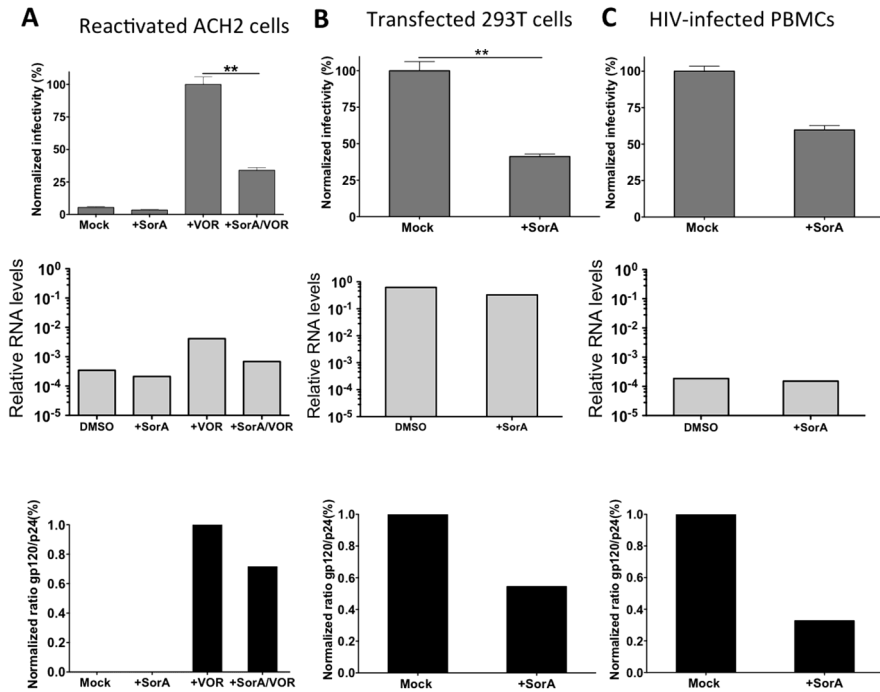 A Reactivated ACH2 cells
Normalized infectivity (%)
125
100
75
50
25
0
**
Mock +SorA +VOR +SorA/VOR
B Transfected 293T cells
Normalized infectivity (%)
125
100
75
50
25
0
**
Mock +SorA
C HIV-infected PBMCs
Normalized infectivity (%)
125
100
75
50
25
0
Mock +SorA
Relative RNA levels
10⁰
10⁻¹
10⁻²
10⁻³
10⁻⁴
10⁻⁵
DMSO +SorA +VOR +SorA/VOR
Relative RNA levels
10⁰
10⁻¹
10⁻²
10⁻³
10⁻⁴
10⁻⁵
DMSO +SorA
Relative RNA levels
10⁰
10⁻¹
10⁻²
10⁻³
10⁻⁴
10⁻⁵
DMSO +SorA
Normalized ratio gp120/p24(%)
1.0
0.8
0.6
0.4
0.2
0.0
Mock +SorA +VOR +SorA/VOR
Normalized ratio gp120/p24(%)
1.0
0.8
0.6
0.4
0.2
0.0
Mock +SorA
Normalized ratio gp120/p24(%)
1.0
0.8
0.6
0.4
0.2
0.0
Mock +SorA